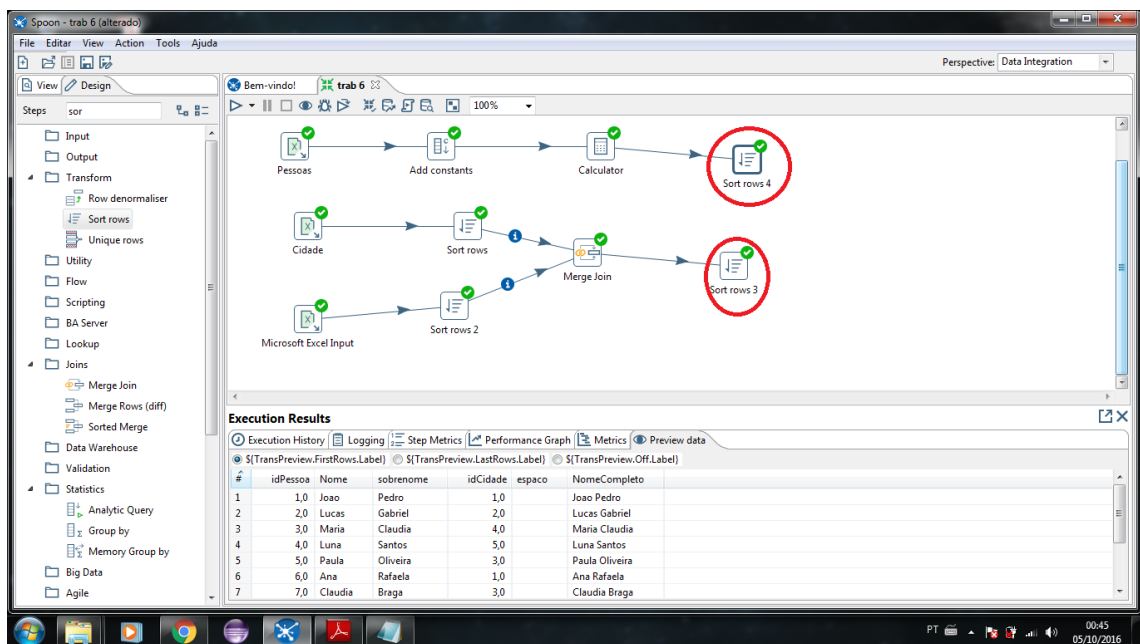 Spoon - trab 6 (alterado)
File Editar View Action Tools Ajuda
Perspective: Data Integration
View Design
Bem-vindo! trab 6
Steps sor
100%
Input
Output
Transform
Row denormaliser
Sort rows
Unique rows
Utility
Flow
Scripting
BA Server
Lookup
Joins
Merge Join
Merge Rows (diff)
Sorted Merge
Data Warehouse
Validation
Statistics
Analytic Query
Group by
Memory Group by
Big Data
Agile
Pessoas
Add constants
Calculator
Sort rows 4
Cidade
Sort rows
Merge Join
Sort rows 3
Sort rows 2
Microsoft Excel Input
Execution Results
Execution History Logging Step Metrics Performance Graph Metrics Preview data
${TransPreview.FirstRows.Label} ${TransPreview.LastRows.Label} ${TransPreview.Off.Label}
# idPessoa Nome sobrenome idCidade espaco NomeCompleto
1 1,0 Joao Pedro 1,0 Joao Pedro
2 2,0 Lucas Gabriel 2,0 Lucas Gabriel
3 3,0 Maria Claudia 4,0 Maria Claudia
4 4,0 Luna Santos 5,0 Luna Santos
5 5,0 Paula Oliveira 3,0 Paula Oliveira
6 6,0 Ana Rafaela 1,0 Ana Rafaela
7 7,0 Claudia Braga 3,0 Claudia Braga
PT
00:45
05/10/2016